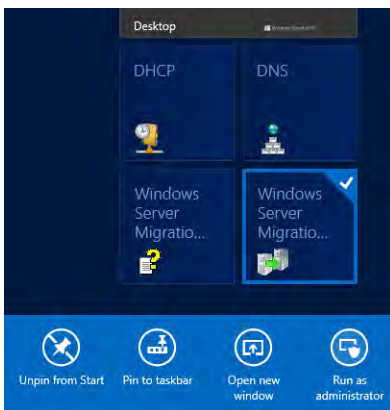 Desktop
DHCP
DNS
Windows
Server
Migratio...
Windows
Server
Migratio...
Unpin from Start
Pin to taskbar
Open new
window
Run as
administrator